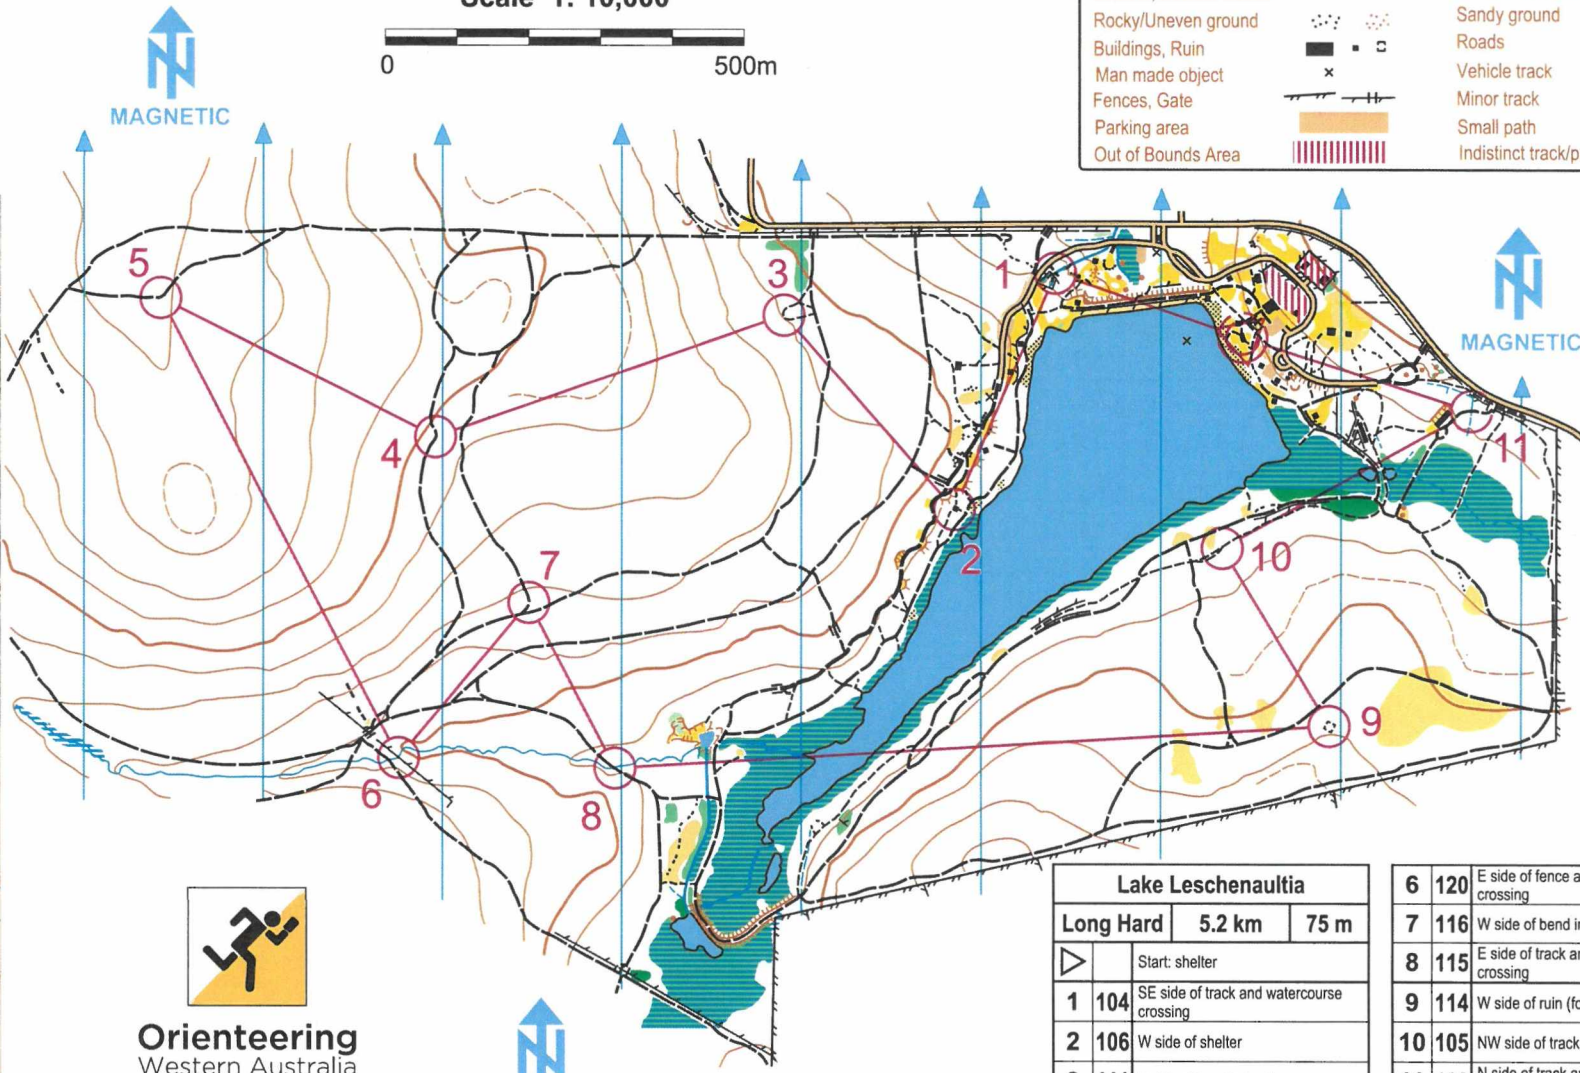 Scale 1: 10,000
0 500m
MAGNETIC
Rocky/Uneven ground
Buildings, Ruin
Man made object
Fences, Gate
Parking area
Out of Bounds Area
Sandy ground
Roads
Vehicle track
Minor track
Small path
Indistinct track/p
MAGNETIC
5
3
1
4
11
2
10
7
9
6
8
Lake Leschenaultia
Long Hard 5.2 km 75 m
Start: shelter
1 104 SE side of track and watercourse
crossing
2 106 W side of shelter
6 120 E side of fence a
crossing
7 116 W side of bend i
8 115 E side of track a
crossing
9 114 W side of ruin (fo
10 105 NW side of track
Orienteering
Western Australia